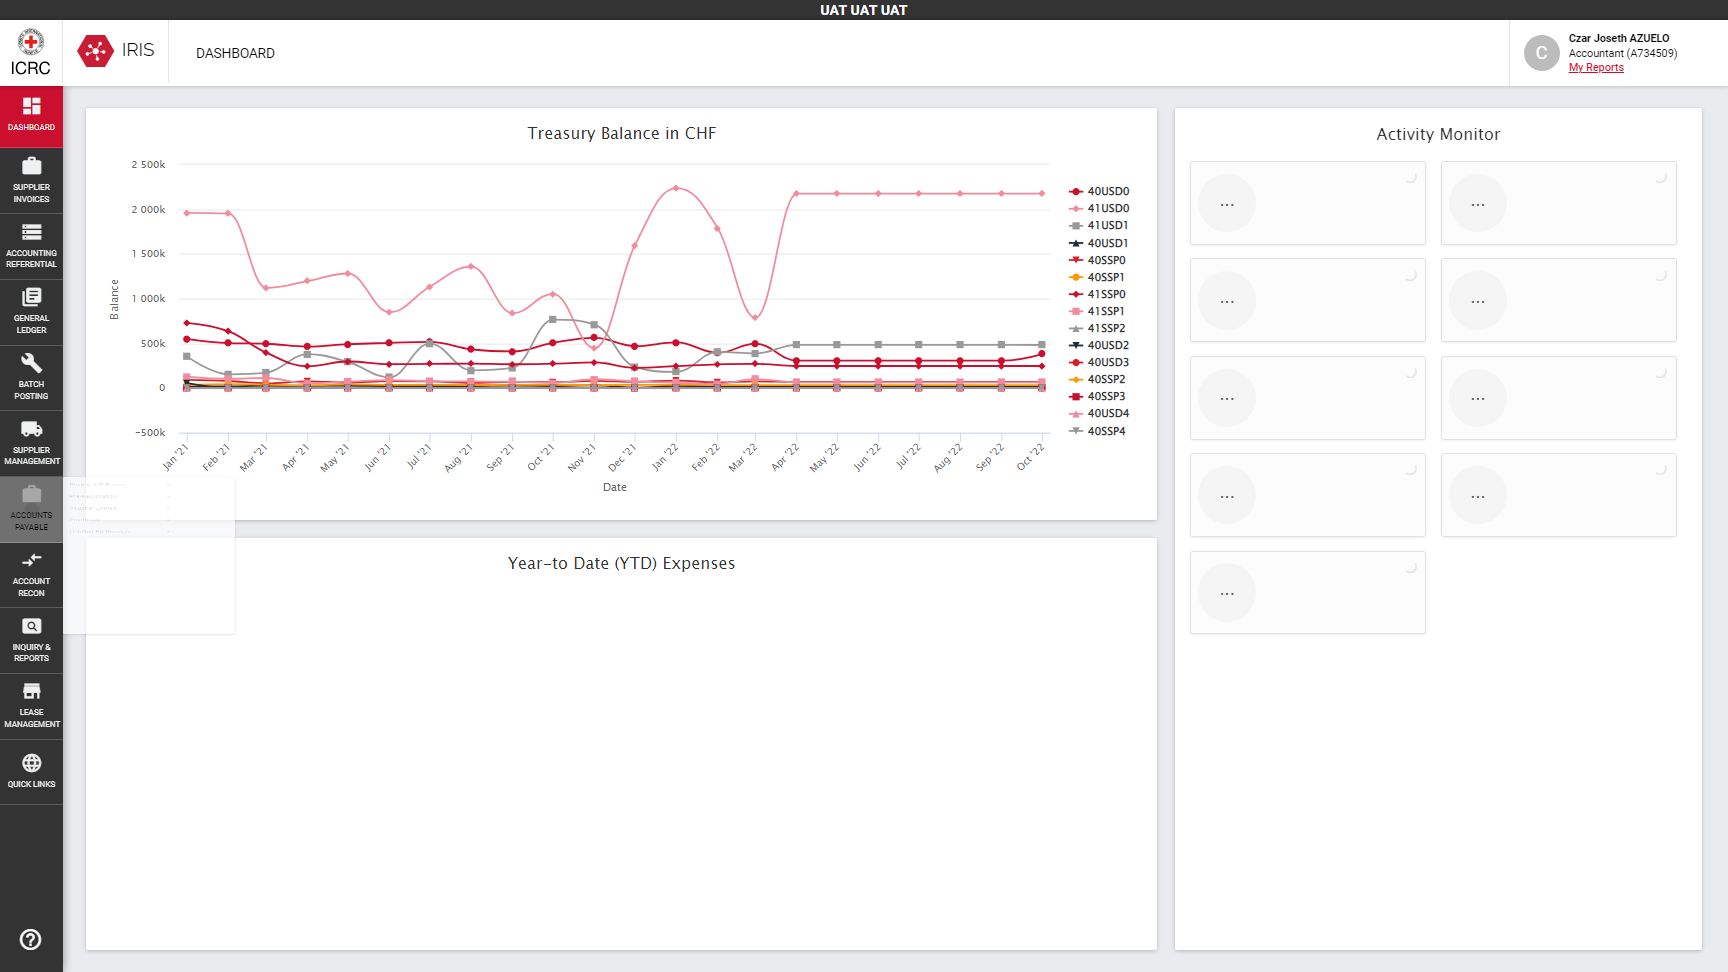 UAT UAT UAT
ICRC
IRIS
DASHBOARD
Czar Joseth AZUELO
Accountant (A734509)
My Reports
C
DASHBOARD
SUPPLIER
INVOICES
ACCOUNTING
REFERENTIAL
GENERAL
LEDGER
BATCH
POSTING
SUPPLIER
MANAGEMENT
ACCOUNTS
PAYABLE
ACCOUNT
RECON
INQUIRY &
REPORTS
LEASE
MANAGEMENT
QUICK LINKS
Treasury Balance in CHF
Balance
2 500k
2 000k
1 500k
1 000k
500k
0
-500k
Jan '21
Feb '21
Mar '21
Apr '21
May '21
Jun '21
Jul '21
Aug '21
Sep '21
Oct '21
Nov '21
Dec '21
Jan '22
Feb '22
Mar '22
Apr '22
May '22
Jun '22
Jul '22
Aug '22
Sep '22
Oct '22
Date
40USD0
41USD0
41USD1
40USD1
40SSP0
40SSP1
41SSP0
41SSP1
41SSP2
40USD2
40USD3
40SSP2
40SSP3
40USD4
40SSP4
Year-to Date (YTD) Expenses
Activity Monitor
...
...
...
...
...
...
...
...
...